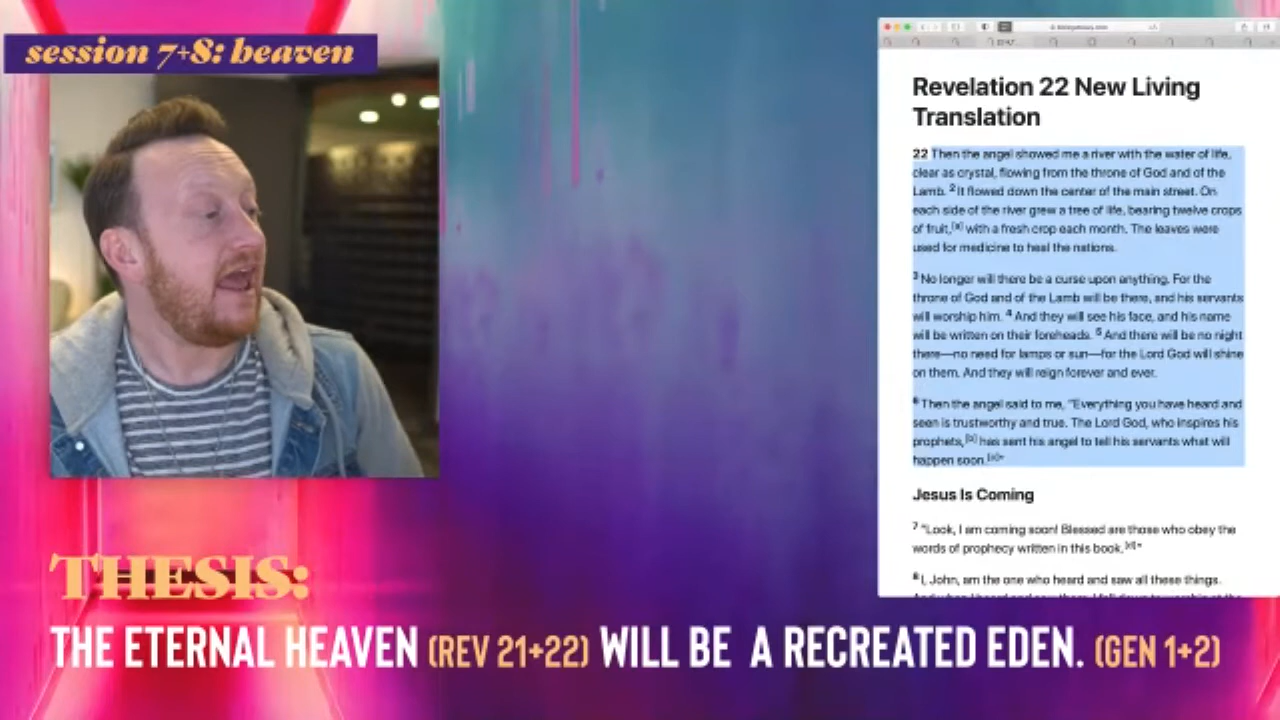 session 7+8: heaven
Revelation 22 New Living
Translation
22 Then the angel showed me a river with the water of life,
clear as crystal, flowing from the throne of God and of the
Lamb. 2 It flowed down the center of the main street. On
each side of the river grew a tree of life, bearing twelve crops
of fruit,[a] with a fresh crop each month. The leaves were
used for medicine to heal the nations.
3 No longer will there be a curse upon anything. For the
throne of God and of the Lamb will be there, and his servants
will worship him. 4 And they will see his face, and his name
will be written on their foreheads. 5 And there will be no night
there—no need for lamps or sun—for the Lord God will shine
on them. And they will reign forever and ever.
6 Then the angel said to me, “Everything you have heard and
seen is trustworthy and true. The Lord God, who inspires his
prophets,[b] has sent his angel to tell his servants what will
happen soon.[c]”
Jesus Is Coming
7 “Look, I am coming soon! Blessed are those who obey the
words of prophecy written in this book.[d]”
8 I, John, am the one who heard and saw all these things.
THESIS:
THE ETERNAL HEAVEN (REV 21+22) WILL BE A RECREATED EDEN. (GEN 1+2)